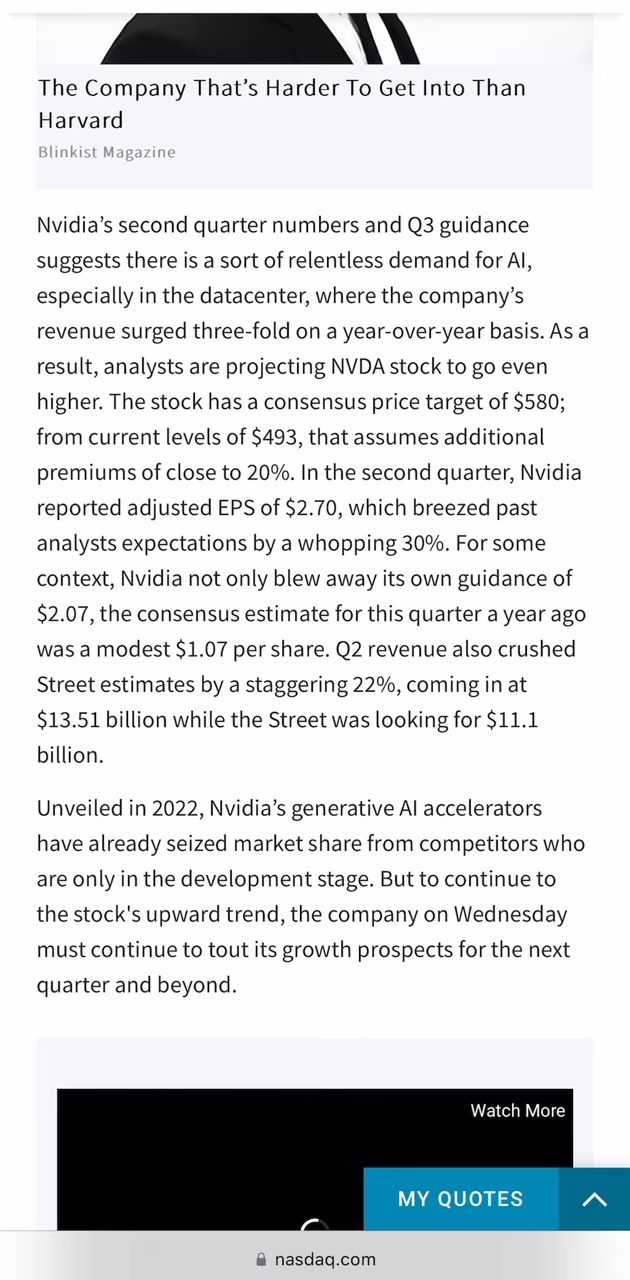 The Company That’s Harder To Get Into Than
Harvard
Blinkist Magazine
Nvidia’s second quarter numbers and Q3 guidance
suggests there is a sort of relentless demand for AI,
especially in the datacenter, where the company’s
revenue surged three-fold on a year-over-year basis. As a
result, analysts are projecting NVDA stock to go even
higher. The stock has a consensus price target of $580;
from current levels of $493, that assumes additional
premiums of close to 20%. In the second quarter, Nvidia
reported adjusted EPS of $2.70, which breezed past
analysts expectations by a whopping 30%. For some
context, Nvidia not only blew away its own guidance of
$2.07, the consensus estimate for this quarter a year ago
was a modest $1.07 per share. Q2 revenue also crushed
Street estimates by a staggering 22%, coming in at
$13.51 billion while the Street was looking for $11.1
billion.
Unveiled in 2022, Nvidia’s generative AI accelerators
have already seized market share from competitors who
are only in the development stage. But to continue to
the stock's upward trend, the company on Wednesday
must continue to tout its growth prospects for the next
quarter and beyond.
Watch More
MY QUOTES
nasdaq.com